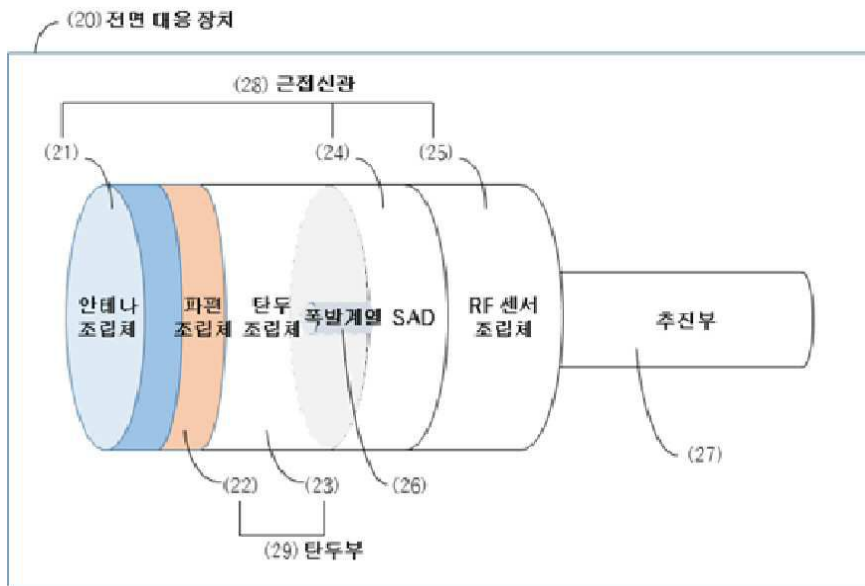 (20) 전면 대응 장치
(28) 근접신관
(21)
(24)
(25)
안테나
조립체
파편
조립체
탄두
조립체
폭발계열
SAD
RF 센서
조립체
추진부
(22)
(23)
(26)
(27)
(29) 탄두부